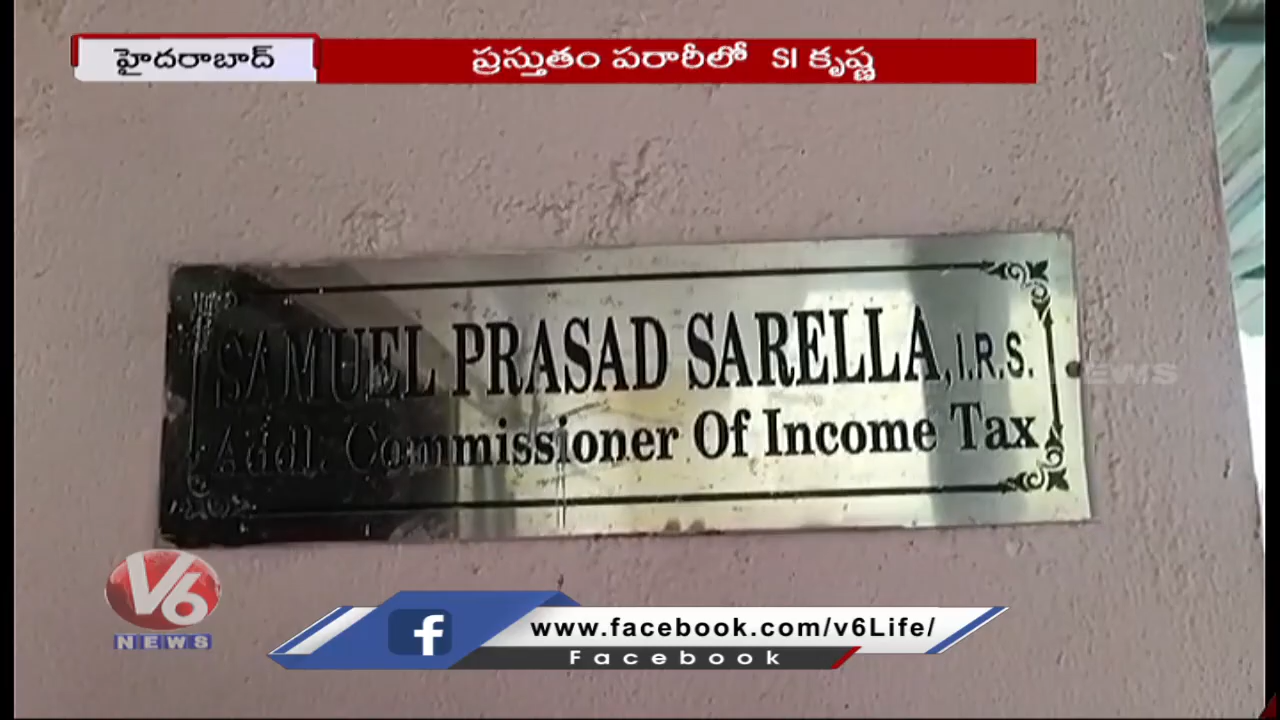 హైదరాబాద్
ప్రస్తుతం పరారీలో SI కృష్ణ
SAMUEL PRASAD SARELLA, I.R.S.
Addl. Commissioner Of Income Tax
NEWS
V6
NEWS
www.facebook.com/v6Life/
Facebook